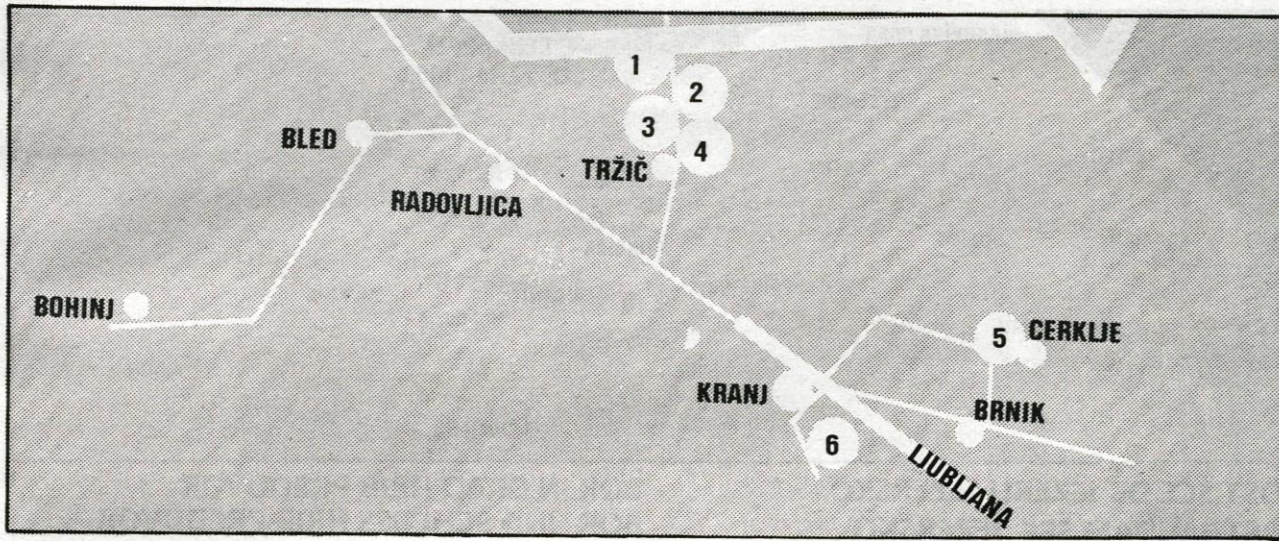 1
2
3
BLED
4
TRŽIČ
RADOVLJICA
BOHINJ
5 CERKLJE
KRANJ
BRNIK
6
LJUBLJANA